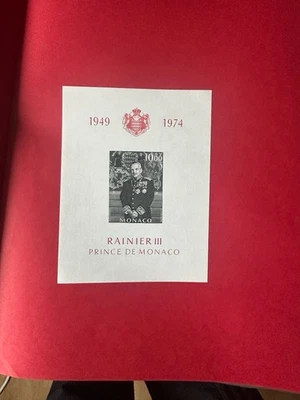 1949 1974
10,00
MONACO
RAINIER III
PRINCE DE MONACO